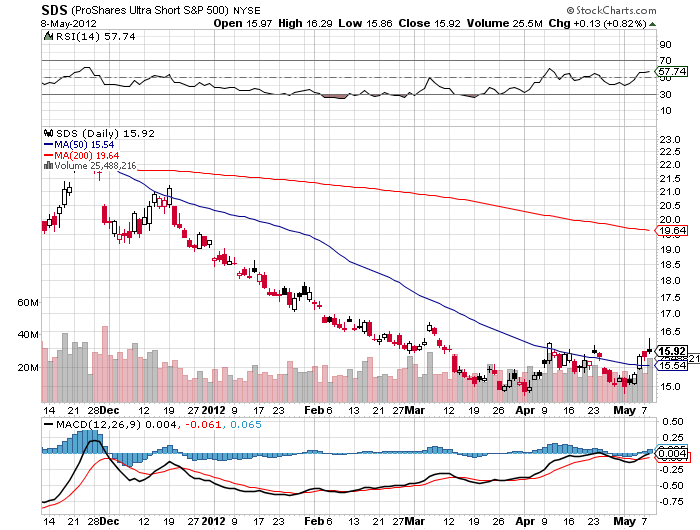 SDS (ProShares Ultra Short S&P 500) NYSE © StockCharts.com
8-May-2012 Open 15.97 High 16.29 Low 15.86 Close 15.92 Volume 25.5M Chg +0.13 (+0.82%)
RSI(14) 57.74
90
70
57.74
50
30
10
SDS (Daily) 15.92
MA(50) 15.54
MA(200) 19.64
Volume 25,488,216
23.0
22.5
22.0
21.5
21.0
20.5
20.0
19.64
19.0
18.5
18.0
17.5
17.0
16.5
15.92
15.54
15.0
60M
40M
20M
14 21 28 Dec 12 19 27 2012 9 17 23 Feb 6 13 21 27 Mar 12 19 26 Apr 9 16 23 May 7
MACD(12,26,9) 0.004, -0.061, 0.065
0.50
0.25
0.004
-0.25
-0.50
-0.75
14 21 28 Dec 12 19 27 2012 9 17 23 Feb 6 13 21 27 Mar 12 19 26 Apr 9 16 23 May 7